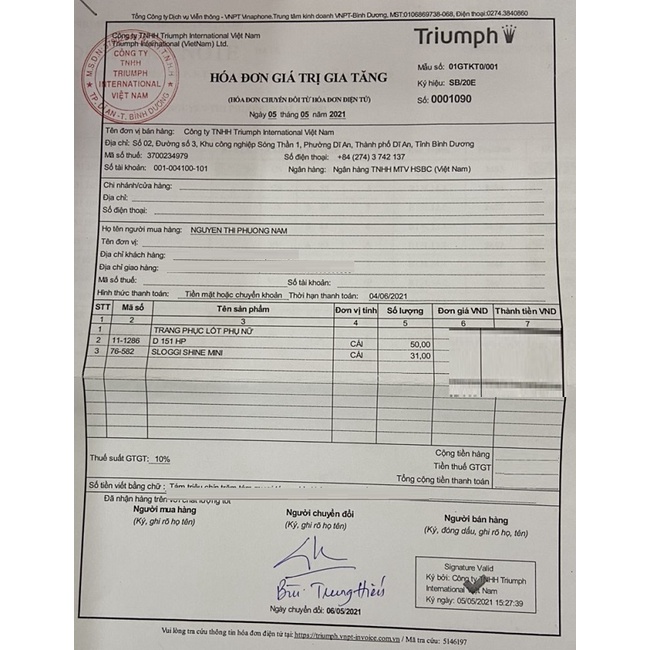 Tổng Công ty Dịch vụ Viễn thông - VNPT Vinaphone.Trung tâm kinh doanh VNPT-Bình Dương, MST:0106869738-068, Điện thoại:0274.3840860
Công ty TNHH Triumph International Việt Nam
Triumph International (VietNam) Ltd.
M.S.D.N:
CÔNG TY
TNHH
TRIUMPH
INTERNATIONAL
VIỆT NAM
TP. DĨ AN - T. BÌNH DƯƠNG
Triumph
HÓA ĐƠN GIÁ TRỊ GIA TĂNG
(HÓA ĐƠN CHUYỂN ĐỔI TỪ HÓA ĐƠN ĐIỆN TỬ)
Ngày 05 tháng 05 năm 2021
Mẫu số: 01GTKT0/001
Ký hiệu: SB/20E
Số: 0001090
Tên đơn vị bán hàng: Công ty TNHH Triumph International Việt Nam
Địa chỉ: Số 02, Đường số 3, Khu công nghiệp Sóng Thần 1, Phường Dĩ An, Thành phố Dĩ An, Tỉnh Bình Dương
Mã số thuế: 3700234979 Số điện thoại: +84 (274) 3 742 137
Số tài khoản: 001-004100-101 Ngân hàng: Ngân hàng TNHH MTV HSBC (Việt Nam)
Chi nhánh/cửa hàng:
Địa chỉ:
Số điện thoại:
Họ tên người mua hàng: NGUYEN THI PHUONG NAM
Tên đơn vị:
Địa chỉ khách hàng:
Địa chỉ giao hàng:
Mã số thuế: Số tài khoản:
Hình thức thanh toán: Tiền mặt hoặc chuyển khoản Thời hạn thanh toán: 04/06/2021
STT Mã số Tên sản phẩm Đơn vị tính Số lượng Đơn giá VND Thành tiền VND
1 2 3 4 5 6 7
1 TRANG PHỤC LÓT PHỤ NỮ
2 11-1286 D 151 HP CÁI 50,00
3 76-582 SLOGGI SHINE MINI CÁI 31,00
Cộng tiền hàng
Thuế suất GTGT: 10% Tiền thuế GTGT
Tổng cộng tiền thanh toán
Số tiền viết bằng chữ: Tám triệu chín trăm
Đã nhận hàng trên với chất lượng tốt
Người mua hàng Người chuyển đổi Người bán hàng
(Ký, ghi rõ họ tên) (Ký, ghi rõ họ tên) (Ký, đóng dấu, ghi rõ họ, tên)
Bùi Trung Hiếu
Ngày chuyển đổi: 06/05/2021
Signature Valid
Ký bởi: Công ty TNHH Triumph
International Việt Nam
Ký ngày: 05/05/2021 15:27:39
Vui lòng tra cứu thông tin hóa đơn điện tử tại: https://triumph.vnpt-invoice.com.vn / Mã tra cứu: 5146197